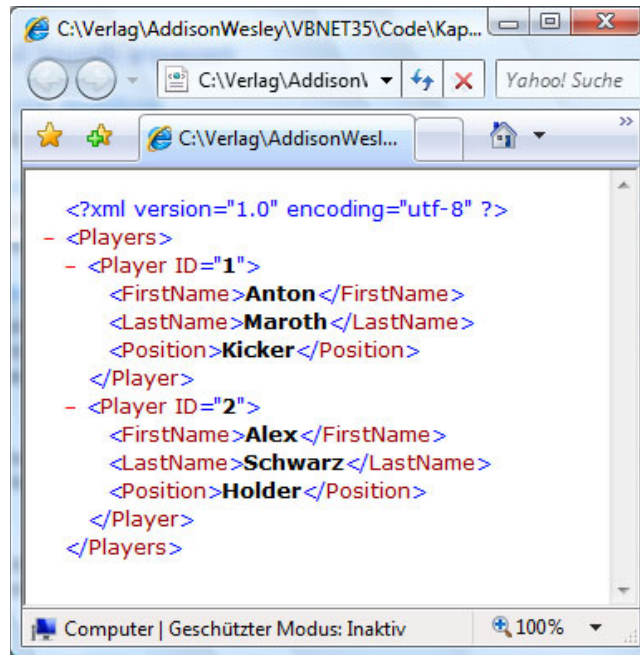 C:\Verlag\AddisonWesley\VBNET35\Code\Kap...
C:\Verlag\Addison\
Yahoo! Suche
C:\Verlag\AddisonWesl...
<?xml version="1.0" encoding="utf-8" ?>
– <Players>
– <Player ID="1">
<FirstName>Anton</FirstName>
<LastName>Maroth</LastName>
<Position>Kicker</Position>
</Player>
– <Player ID="2">
<FirstName>Alex</FirstName>
<LastName>Schwarz</LastName>
<Position>Holder</Position>
</Player>
</Players>
Computer | Geschützter Modus: Inaktiv 100%